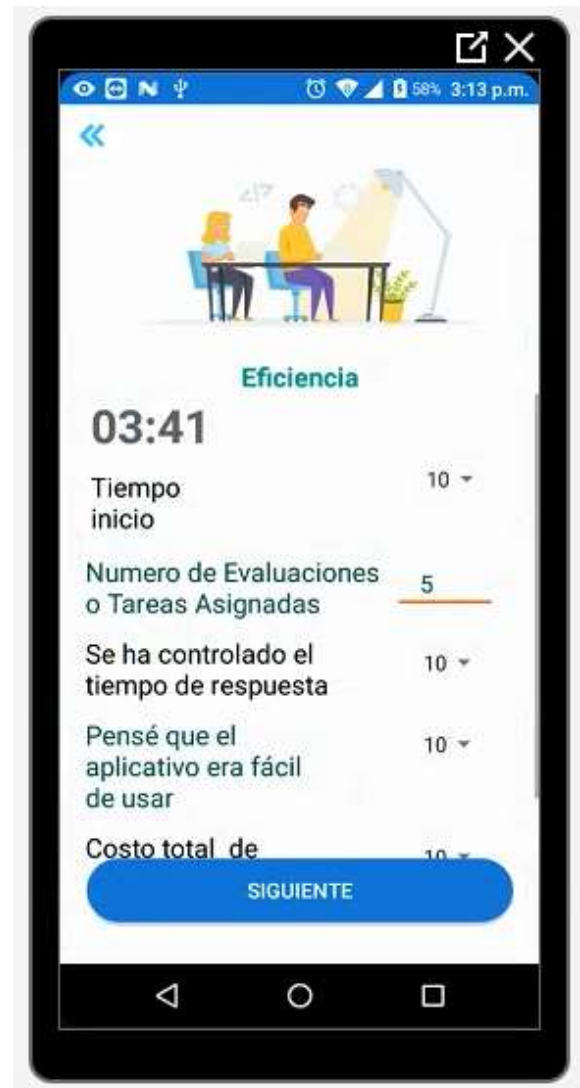 58% 3:13 p.m.
Eficiencia
03:41
Tiempo
inicio
10
Numero de Evaluaciones
o Tareas Asignadas
5
Se ha controlado el
tiempo de respuesta
10
Pensé que el
aplicativo era fácil
de usar
10
Costo total de
10
SIGUIENTE